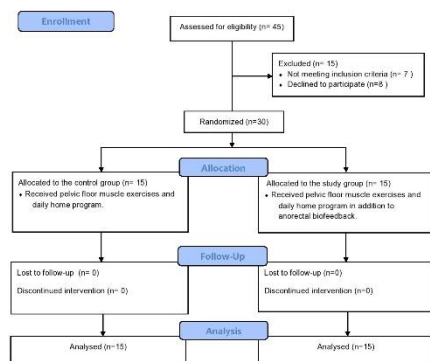 Enrollment
Assessed for eligibility (n= 45)
Excluded (n= 15)
• Not meeting inclusion criteria (n= 7 )
• Declined to participate (n=8 )
Randomized (n=30)
Allocation
Allocated to the control group (n= 15)
• Received pelvic floor muscle exercises and
daily home program.
Allocated to the study group (n= 15)
• Received pelvic floor muscle exercises and
daily home program in addition to
anorectal biofeedback.
Follow-Up
Lost to follow-up (n= 0)
Discontinued intervention (n= 0)
Lost to follow-up (n=0)
Discontinued intervention (n=0)
Analysis
Analysed (n=15)
Analysed (n=15)